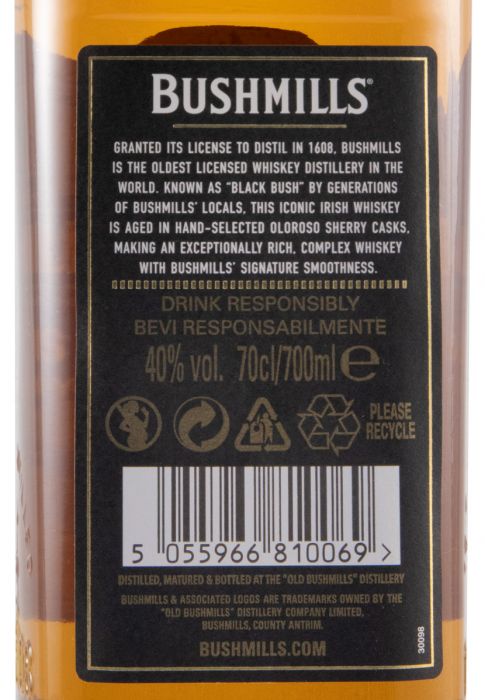 BUSHMILLS®
GRANTED ITS LICENSE TO DISTIL IN 1608, BUSHMILLS
IS THE OLDEST LICENSED WHISKEY DISTILLERY IN THE
WORLD. KNOWN AS "BLACK BUSH" BY GENERATIONS
OF BUSHMILLS' LOCALS, THIS ICONIC IRISH WHISKEY
IS AGED IN HAND-SELECTED OLOROSO SHERRY CASKS,
MAKING AN EXCEPTIONALLY RICH, COMPLEX WHISKEY
WITH BUSHMILLS' SIGNATURE SMOOTHNESS.
DRINK RESPONSIBLY
BEVI RESPONSABILMENTE
40% vol. 70cl/700ml e
PLEASE
RECYCLE
5 055966 810069 >
DISTILLED, MATURED & BOTTLED AT THE "OLD BUSHMILLS" DISTILLERY
BUSHMILLS & ASSOCIATED LOGOS ARE TRADEMARKS OWNED BY THE
"OLD BUSHMILLS" DISTILLERY COMPANY LIMITED,
BUSHMILLS, COUNTY ANTRIM.
BUSHMILLS.COM
30098